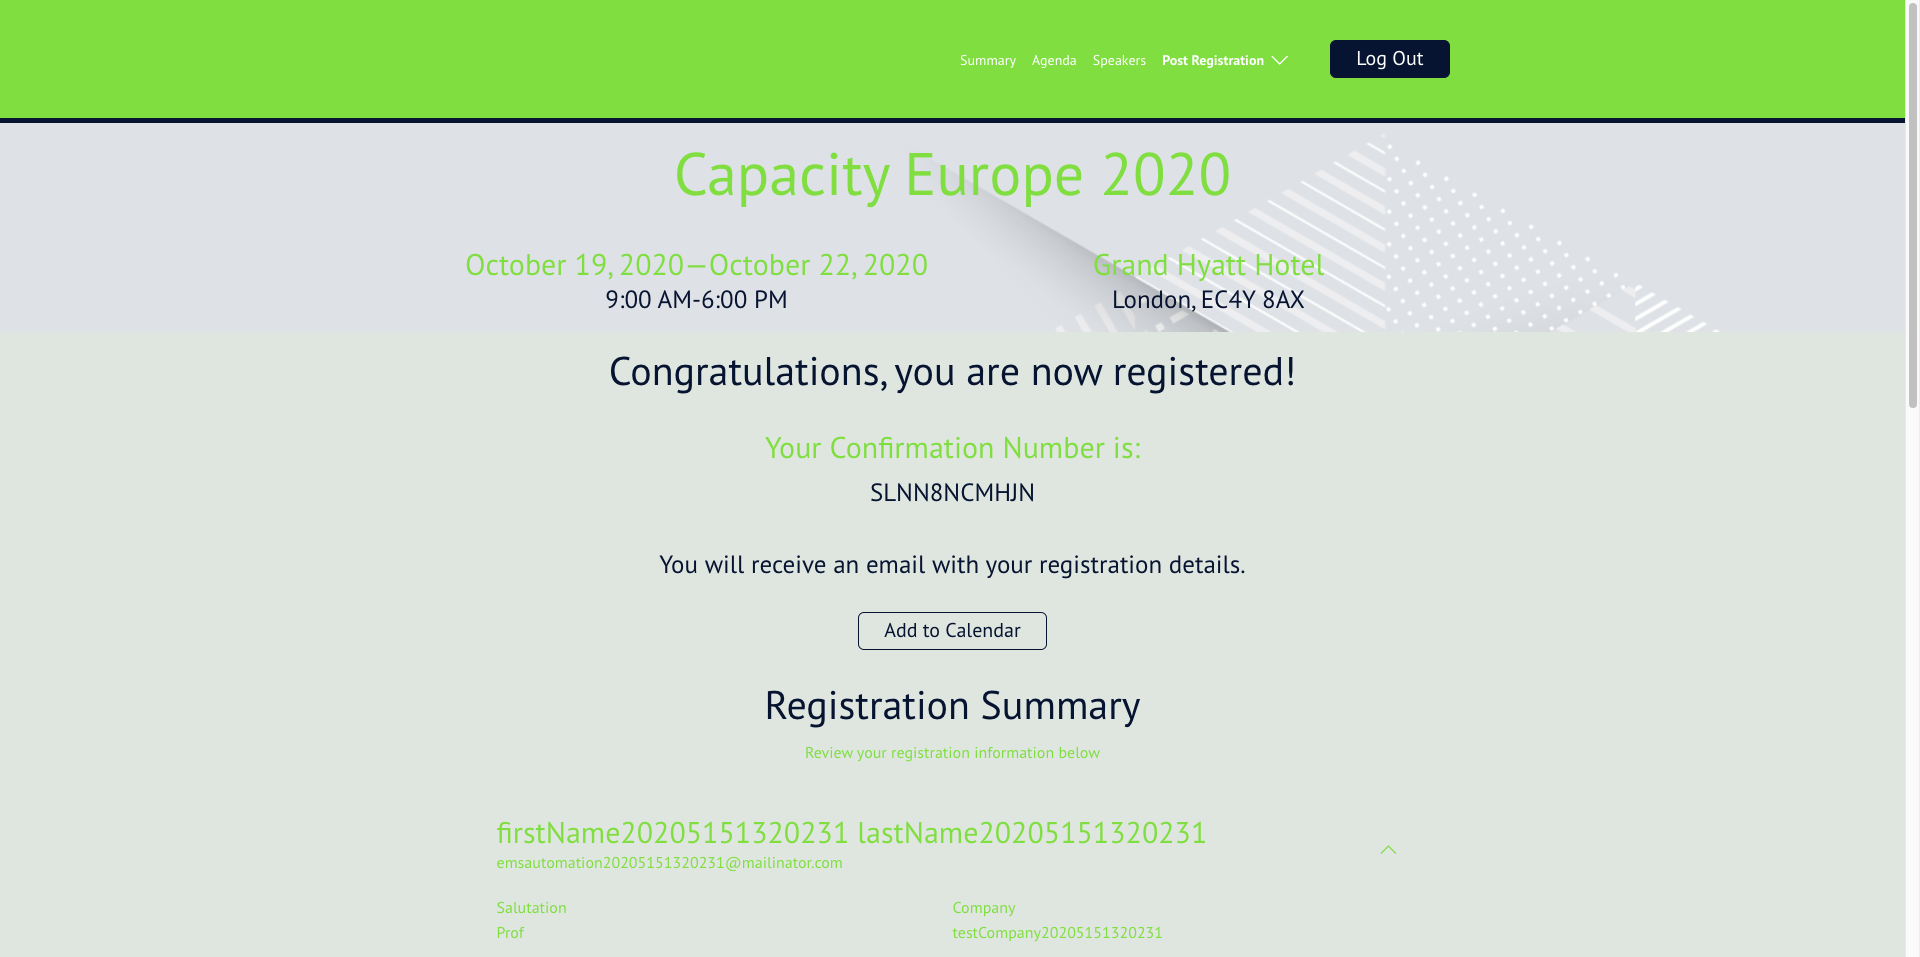 Summary Agenda Speakers Post Registration Log Out
Capacity Europe 2020
October 19, 2020—October 22, 2020
9:00 AM-6:00 PM
Grand Hyatt Hotel
London, EC4Y 8AX
Congratulations, you are now registered!
Your Confirmation Number is:
SLNN8NCMHJN
You will receive an email with your registration details.
Add to Calendar
Registration Summary
Review your registration information below
firstName20205151320231 lastName20205151320231
emsautomation20205151320231@mailinator.com
Salutation
Prof
Company
testCompany20205151320231